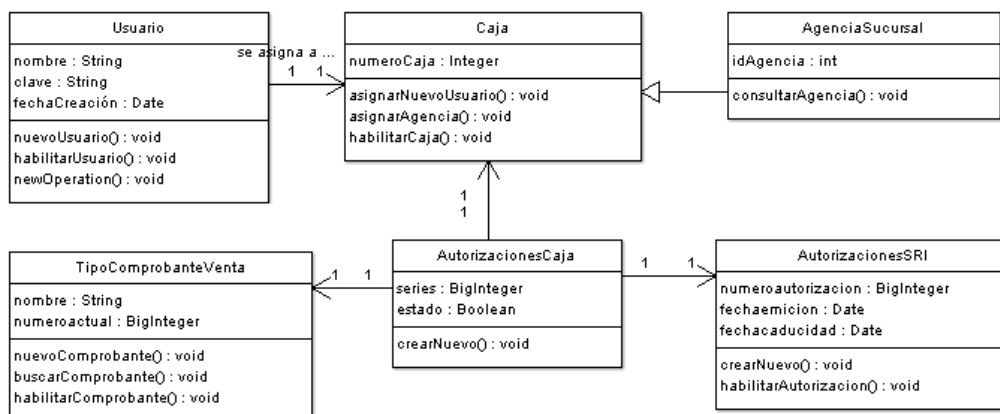 Usuario
nombre : String
clave : String
fechaCreación : Date
nuevoUsuario() : void
habilitarUsuario() : void
newOperation() : void
se asigna a ...
1 1
Caja
numeroCaja : Integer
asignarNuevoUsuario() : void
asignarAgencia() : void
habilitarCaja() : void
AgenciaSucursal
idAgencia : int
consultarAgencia() : void
1
1
TipoComprobanteVenta
nombre : String
numeroactual : BigInteger
nuevoComprobante() : void
buscarComprobante() : void
habilitarComprobante() : void
1 1
AutorizacionesCaja
series : BigInteger
estado : Boolean
crearNuevo() : void
1 1
AutorizacionesSRI
numeroautorizacion : BigInteger
fechaemicion : Date
fechacaducidad : Date
crearNuevo() : void
habilitarAutorizacion() : void